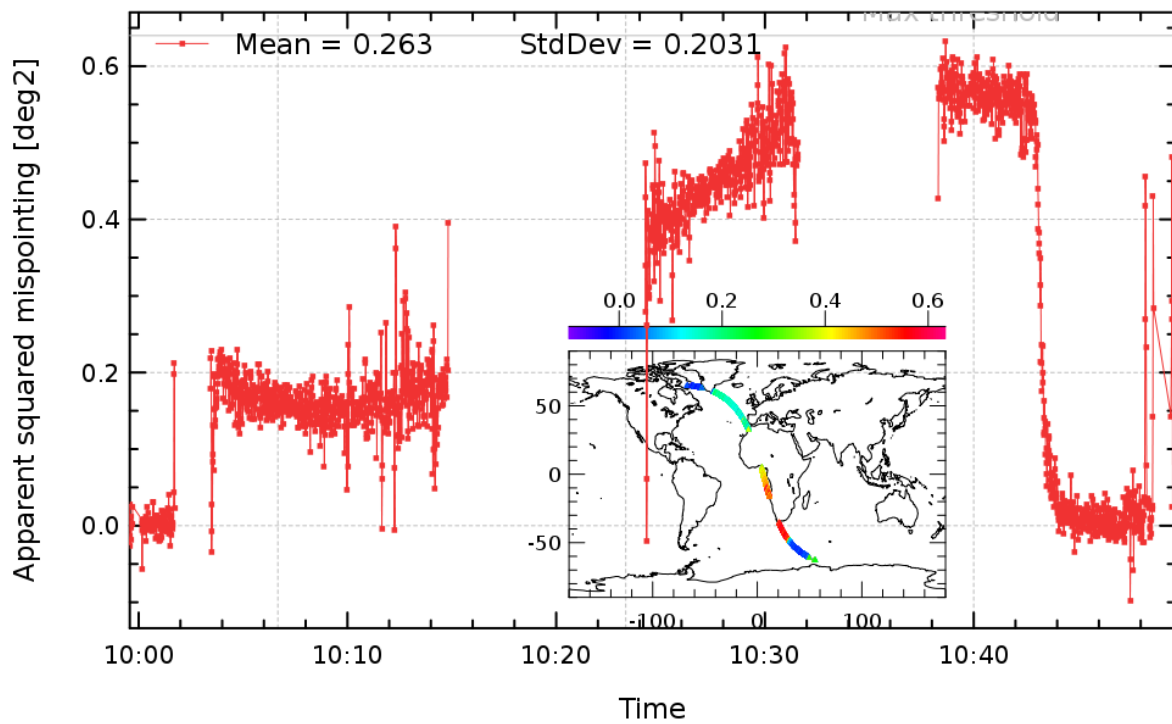 Max threshold
Mean = 0.263 StdDev = 0.2031
Apparent squared mispointing [deg2]
0.6
0.4
0.2
0.0
0.0 0.2 0.4 0.6
50
0
-50
-100 0 100
10:00 10:10 10:20 10:30 10:40
Time